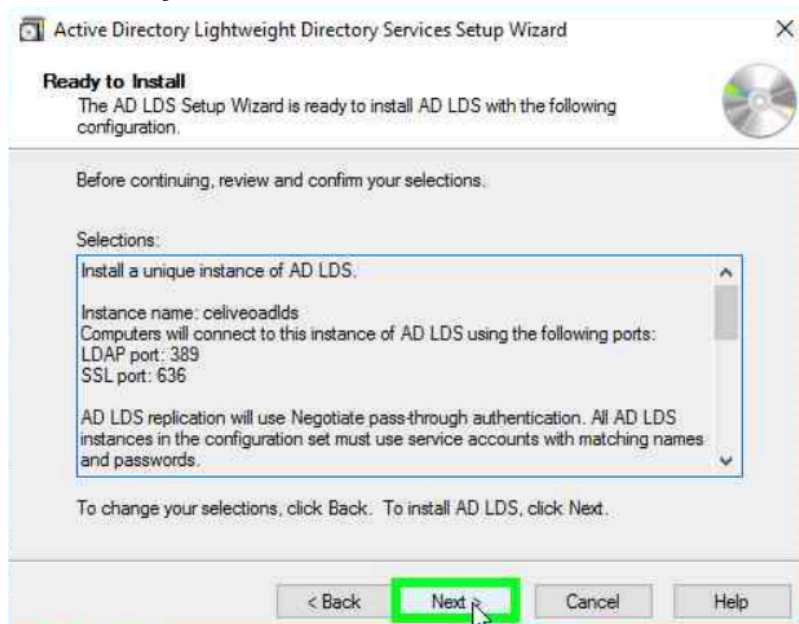 Active Directory Lightweight Directory Services Setup Wizard
Ready to Install
The AD LDS Setup Wizard is ready to install AD LDS with the following
configuration.
Before continuing, review and confirm your selections.
Selections:
Install a unique instance of AD LDS.
Instance name: celiveoadlds
Computers will connect to this instance of AD LDS using the following ports:
LDAP port: 389
SSL port: 636
AD LDS replication will use Negotiate pass-through authentication. All AD LDS
instances in the configuration set must use service accounts with matching names
and passwords.
To change your selections, click Back. To install AD LDS, click Next.
< Back Next > Cancel Help